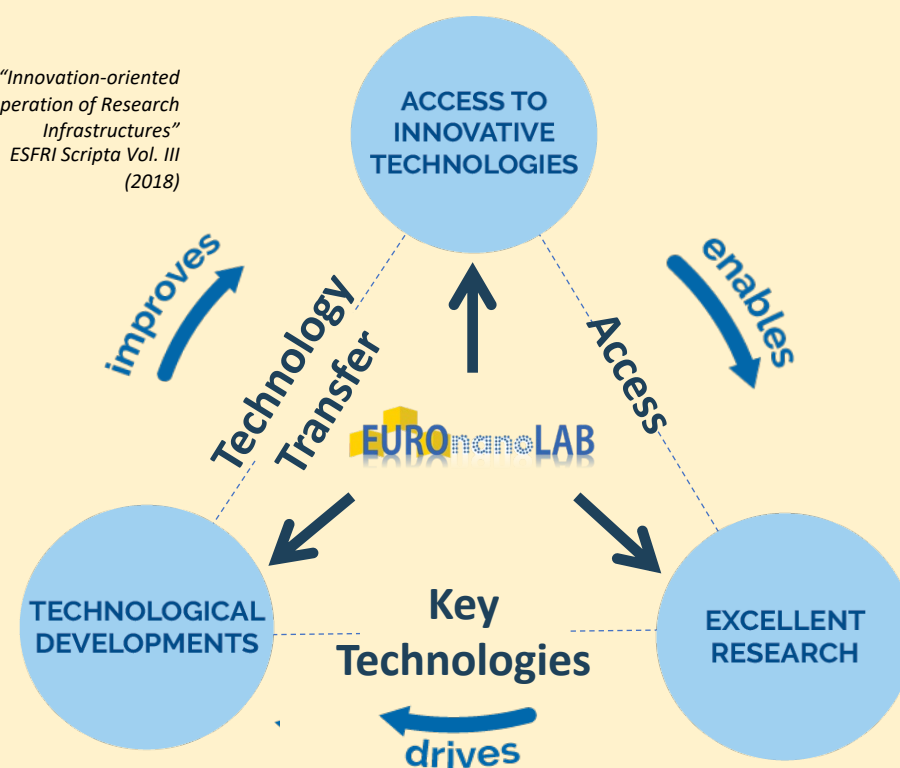 “Innovation-oriented
peration of Research
Infrastructures”
ESFRI Scripta Vol. III
(2018)
ACCESS TO
INNOVATIVE
TECHNOLOGIES
improves
enables
Technology
Transfer
Access
EUROnanoLAB
TECHNOLOGICAL
DEVELOPMENTS
Key
Technologies
EXCELLENT
RESEARCH
drives